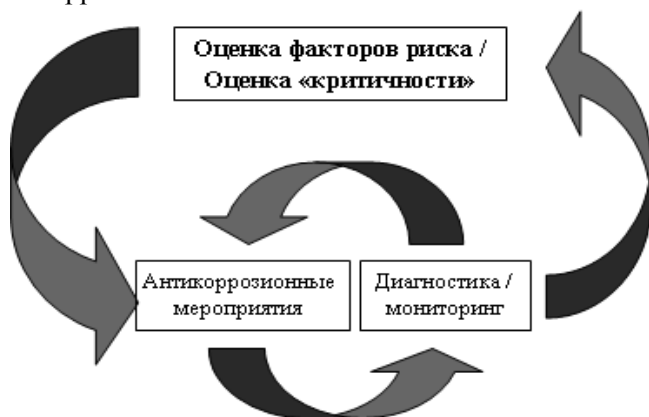 Оценка факторов риска /
Оценка «критичности»
Антикоррозионные
мероприятия
Диагностика /
мониторинг